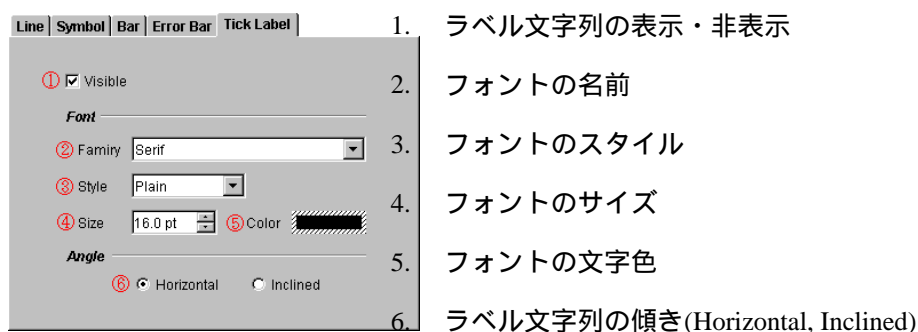 Line Symbol Bar Error Bar Tick Label
① Visible
Font
② Famiry Serif
③ Style Plain
④ Size 16.0 pt ⑤ Color
Angle
⑥ Horizontal Inclined
1. ラベル文字列の表示・非表示
2. フォントの名前
3. フォントのスタイル
4. フォントのサイズ
5. フォントの文字色
6. ラベル文字列の傾き(Horizontal, Inclined)